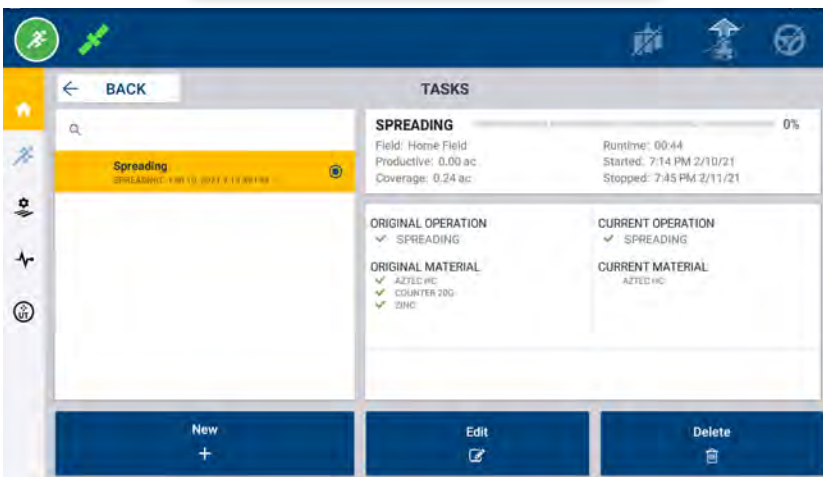 BACK
TASKS
Spreading
SPREADING
0%
Field: Home Field
Productive: 0.00 ac
Coverage: 0.24 ac
Runtime: 00:44
Started: 7:14 PM 2/10/21
Stopped: 7:45 PM 2/11/21
ORIGINAL OPERATION
SPREADING
ORIGINAL MATERIAL
AZTEC HC
COUNTER 20G
ZINC
CURRENT OPERATION
SPREADING
CURRENT MATERIAL
AZTEC HC
UT
New
Edit
Delete